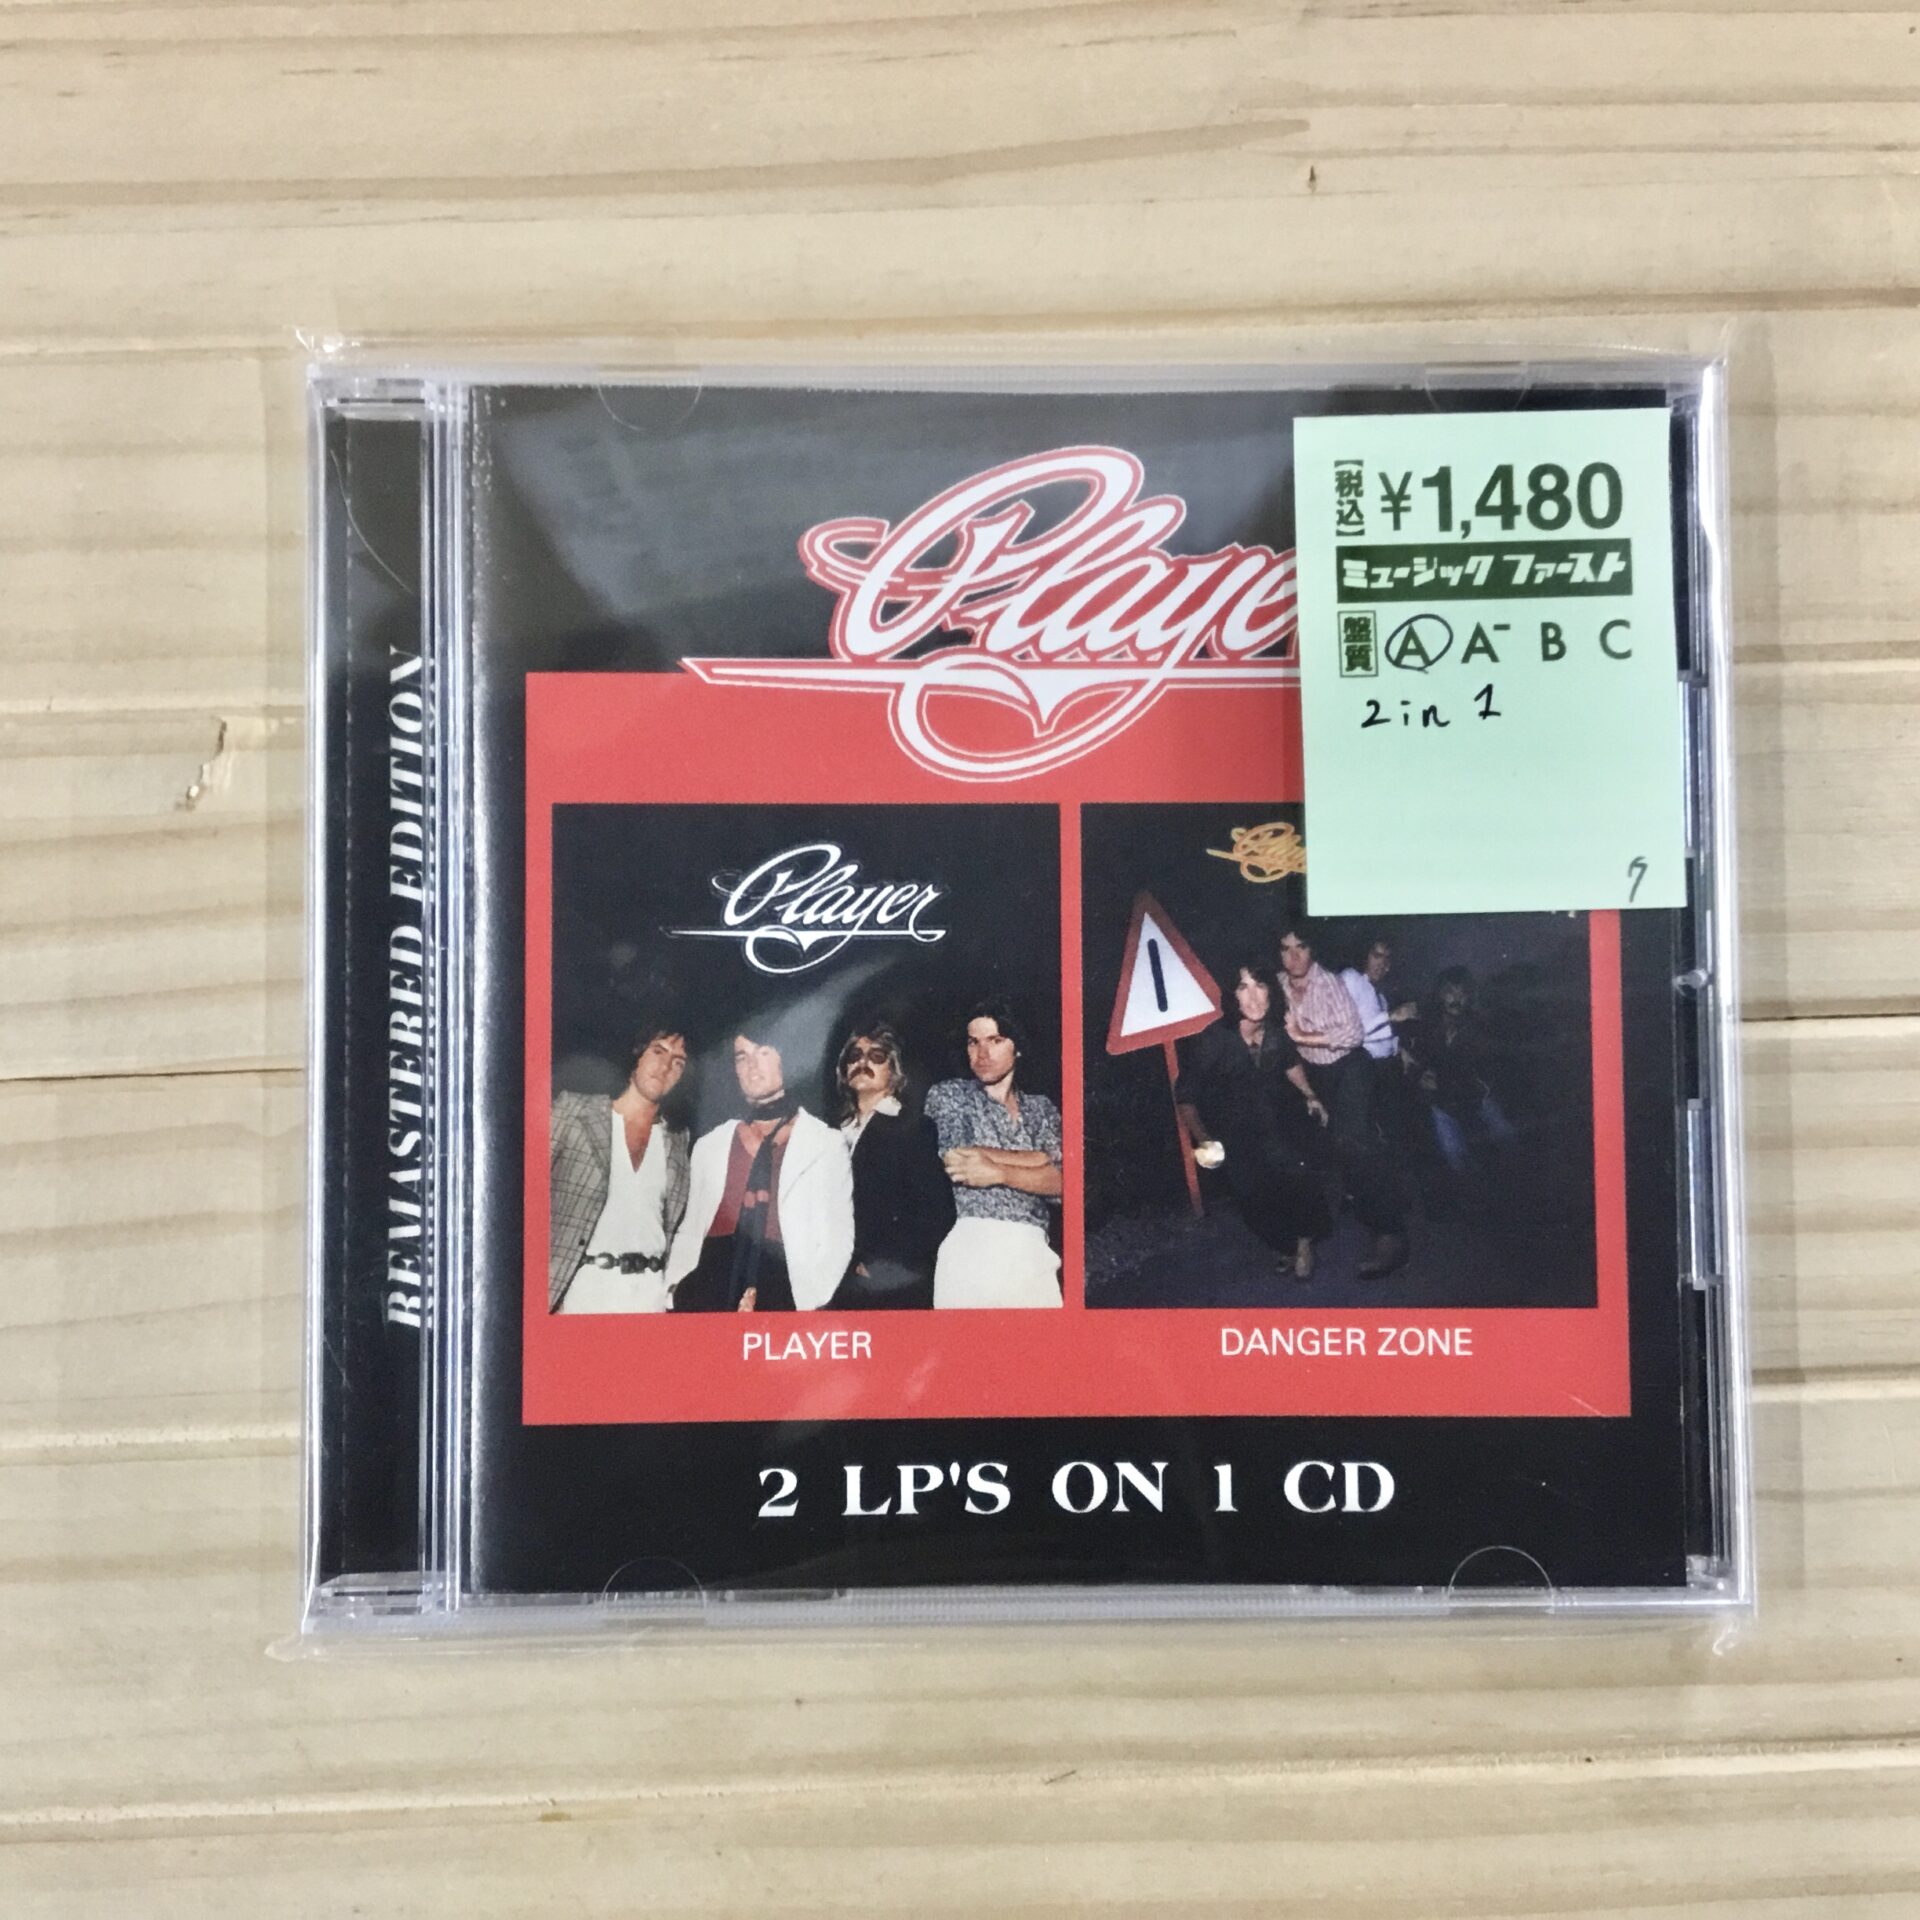 REMASTERED EDITION
Player
【税込】 ¥1,480
ミュージック ファースト
盤質 A A⁻ B C
2 in 1
Player
PLAYER
DANGER ZONE
2 LP'S ON 1 CD